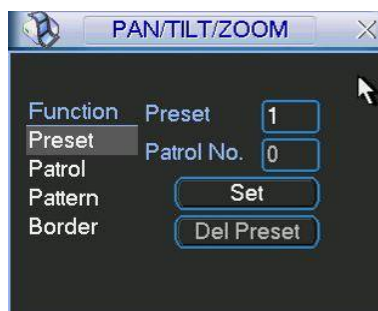 PAN/TILT/ZOOM
Function
Preset
Patrol
Pattern
Border
Preset 1
Patrol No. 0
Set
Del Preset